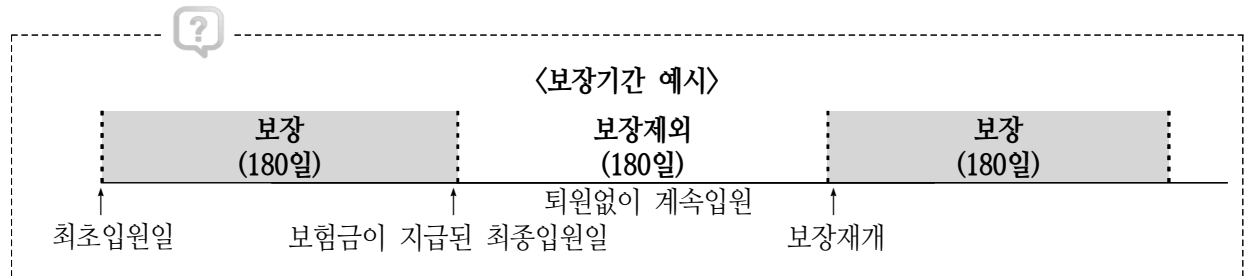 ?
〈보장기간 예시〉
보장 보장제외 보장
(180일) (180일) (180일)
퇴원없이 계속입원
최초입원일 보험금이 지급된 최종입원일 보장재개